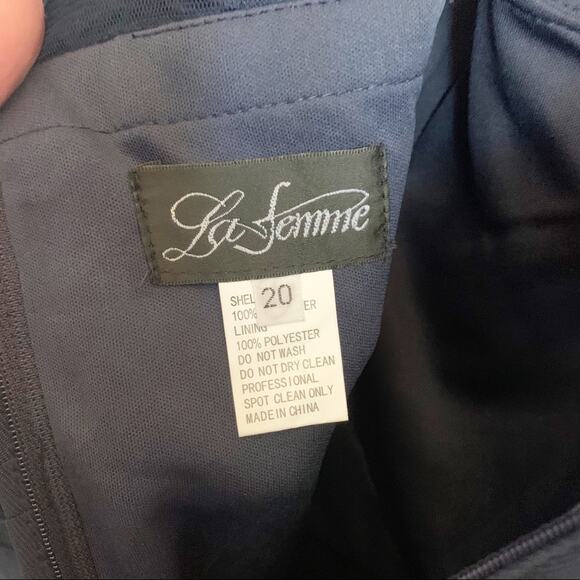 La femme
20
SHEL
100% ER
LINING
100% POLYESTER
DO NOT WASH
DO NOT DRY CLEAN
PROFESSIONAL
SPOT CLEAN ONLY
MADE IN CHINA